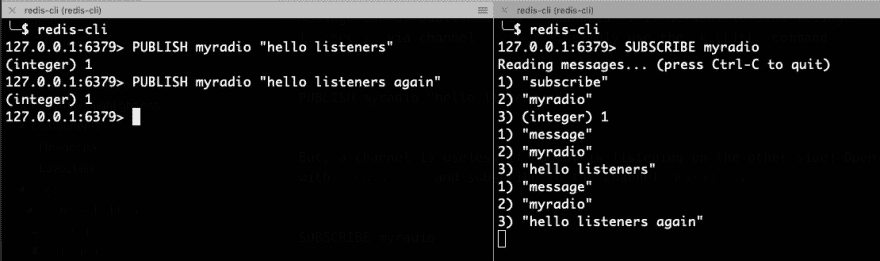 redis-cli (redis-cli)
$ redis-cli
127.0.0.1:6379> PUBLISH myradio "hello listeners"
(integer) 1
127.0.0.1:6379> PUBLISH myradio "hello listeners again"
(integer) 1
127.0.0.1:6379>
redis-cli (redis-cli)
$ redis-cli
127.0.0.1:6379> SUBSCRIBE myradio
Reading messages... (press Ctrl-C to quit)
1) "subscribe"
2) "myradio"
3) (integer) 1
1) "message"
2) "myradio"
3) "hello listeners"
1) "message"
2) "myradio"
3) "hello listeners again"